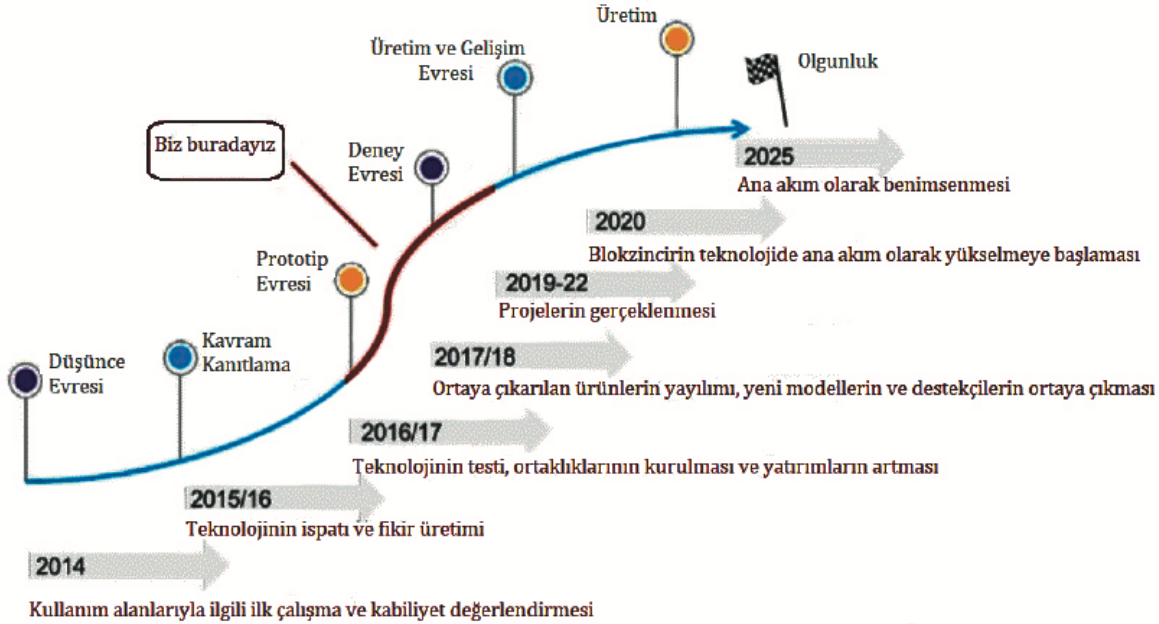 Üretim
Olgunluk
Üretim ve Gelişim
Evresi
Biz buradayız
Deney
Evresi
2025
Ana akım olarak benimsenmesi
2020
Blokzincirin teknolojide ana akım olarak yükselmeye başlaması
Prototip
Evresi
2019-22
Projelerin gerçeklenmesi
Kavram
Kanıtlama
Düşünce
Evresi
2017/18
Ortaya çıkarılan ürünlerin yayılımı, yeni modellerin ve destekçilerin ortaya çıkması
2016/17
Teknolojinin testi, ortaklıklarının kurulması ve yatırımların artması
2015/16
Teknolojinin ispatı ve fikir üretimi
2014
Kullanım alanlarıyla ilgili ilk çalışma ve kabiliyet değerlendirmesi